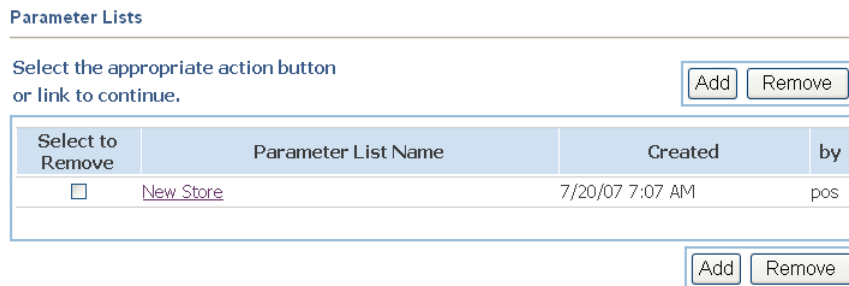 Parameter Lists
Select the appropriate action button
or link to continue.
Add Remove
Select to Remove Parameter List Name Created by
New Store 7/20/07 7:07 AM pos
Add Remove